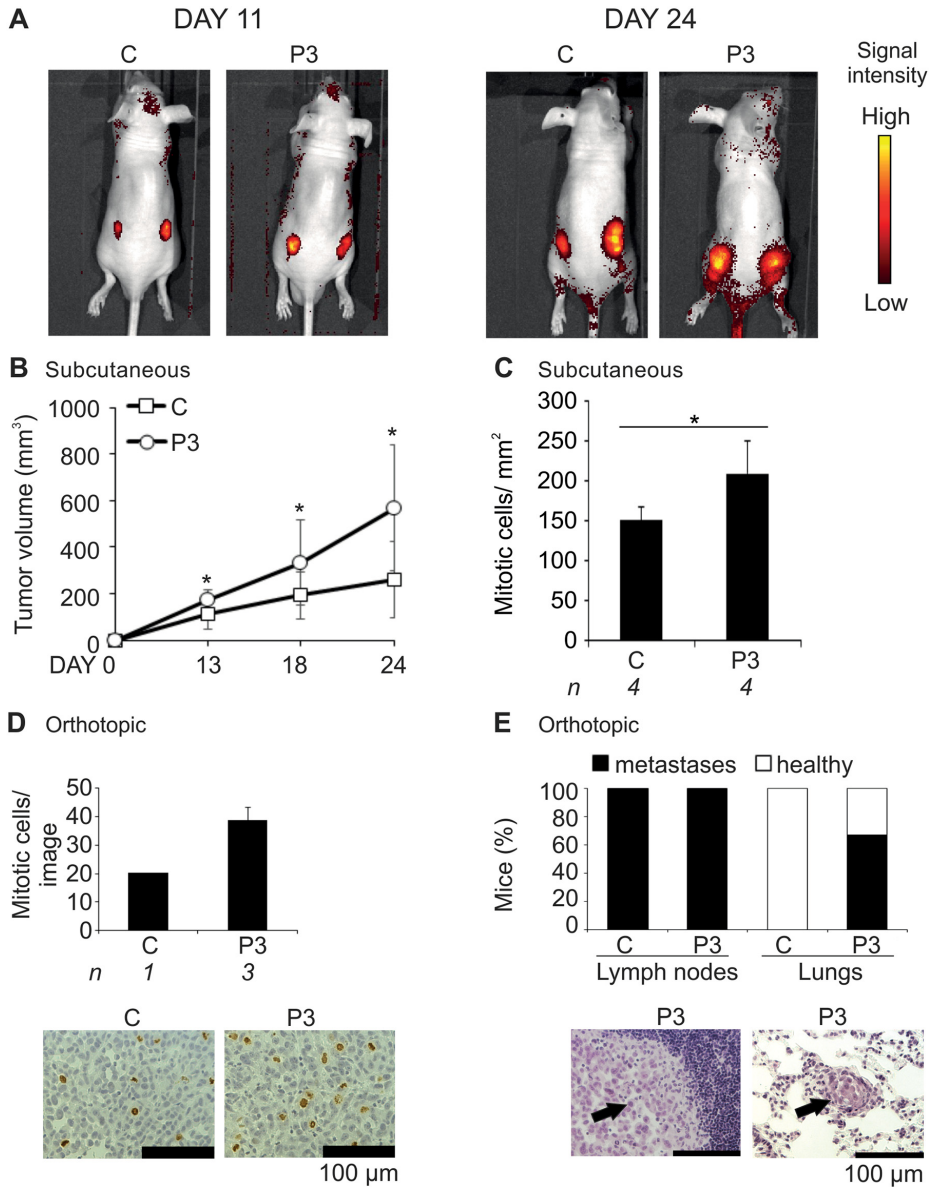 A DAY 11 DAY 24
C P3 C P3 Signal
intensity
High
Low
B Subcutaneous
Tumor volume (mm³)
1000
800
600
400
200
0
C
P3
*
*
*
DAY 0 13 18 24
C Subcutaneous
Mitotic cells/ mm²
300
250
200
150
100
50
0
*
C P3
n 4 4
D Orthotopic
Mitotic cells/
image
50
40
30
20
10
0
C P3
n 1 3
C P3
100 µm
E Orthotopic
metastases healthy
Mice (%)
100
80
60
40
20
0
C P3 C P3
Lymph nodes Lungs
P3 P3
100 µm